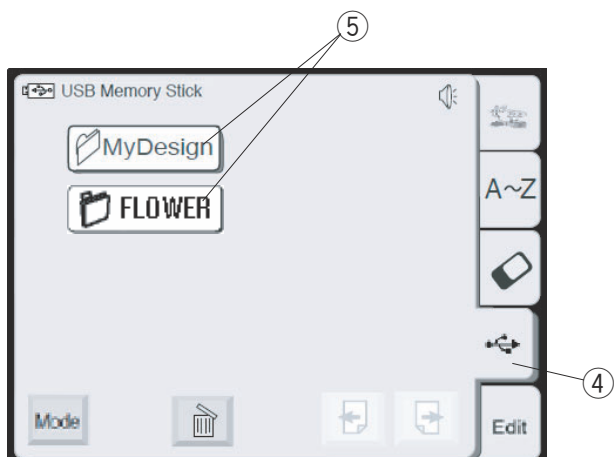 ⑤
USB Memory Stick
MyDesign
FLOWER
A~Z
④
Mode
Edit